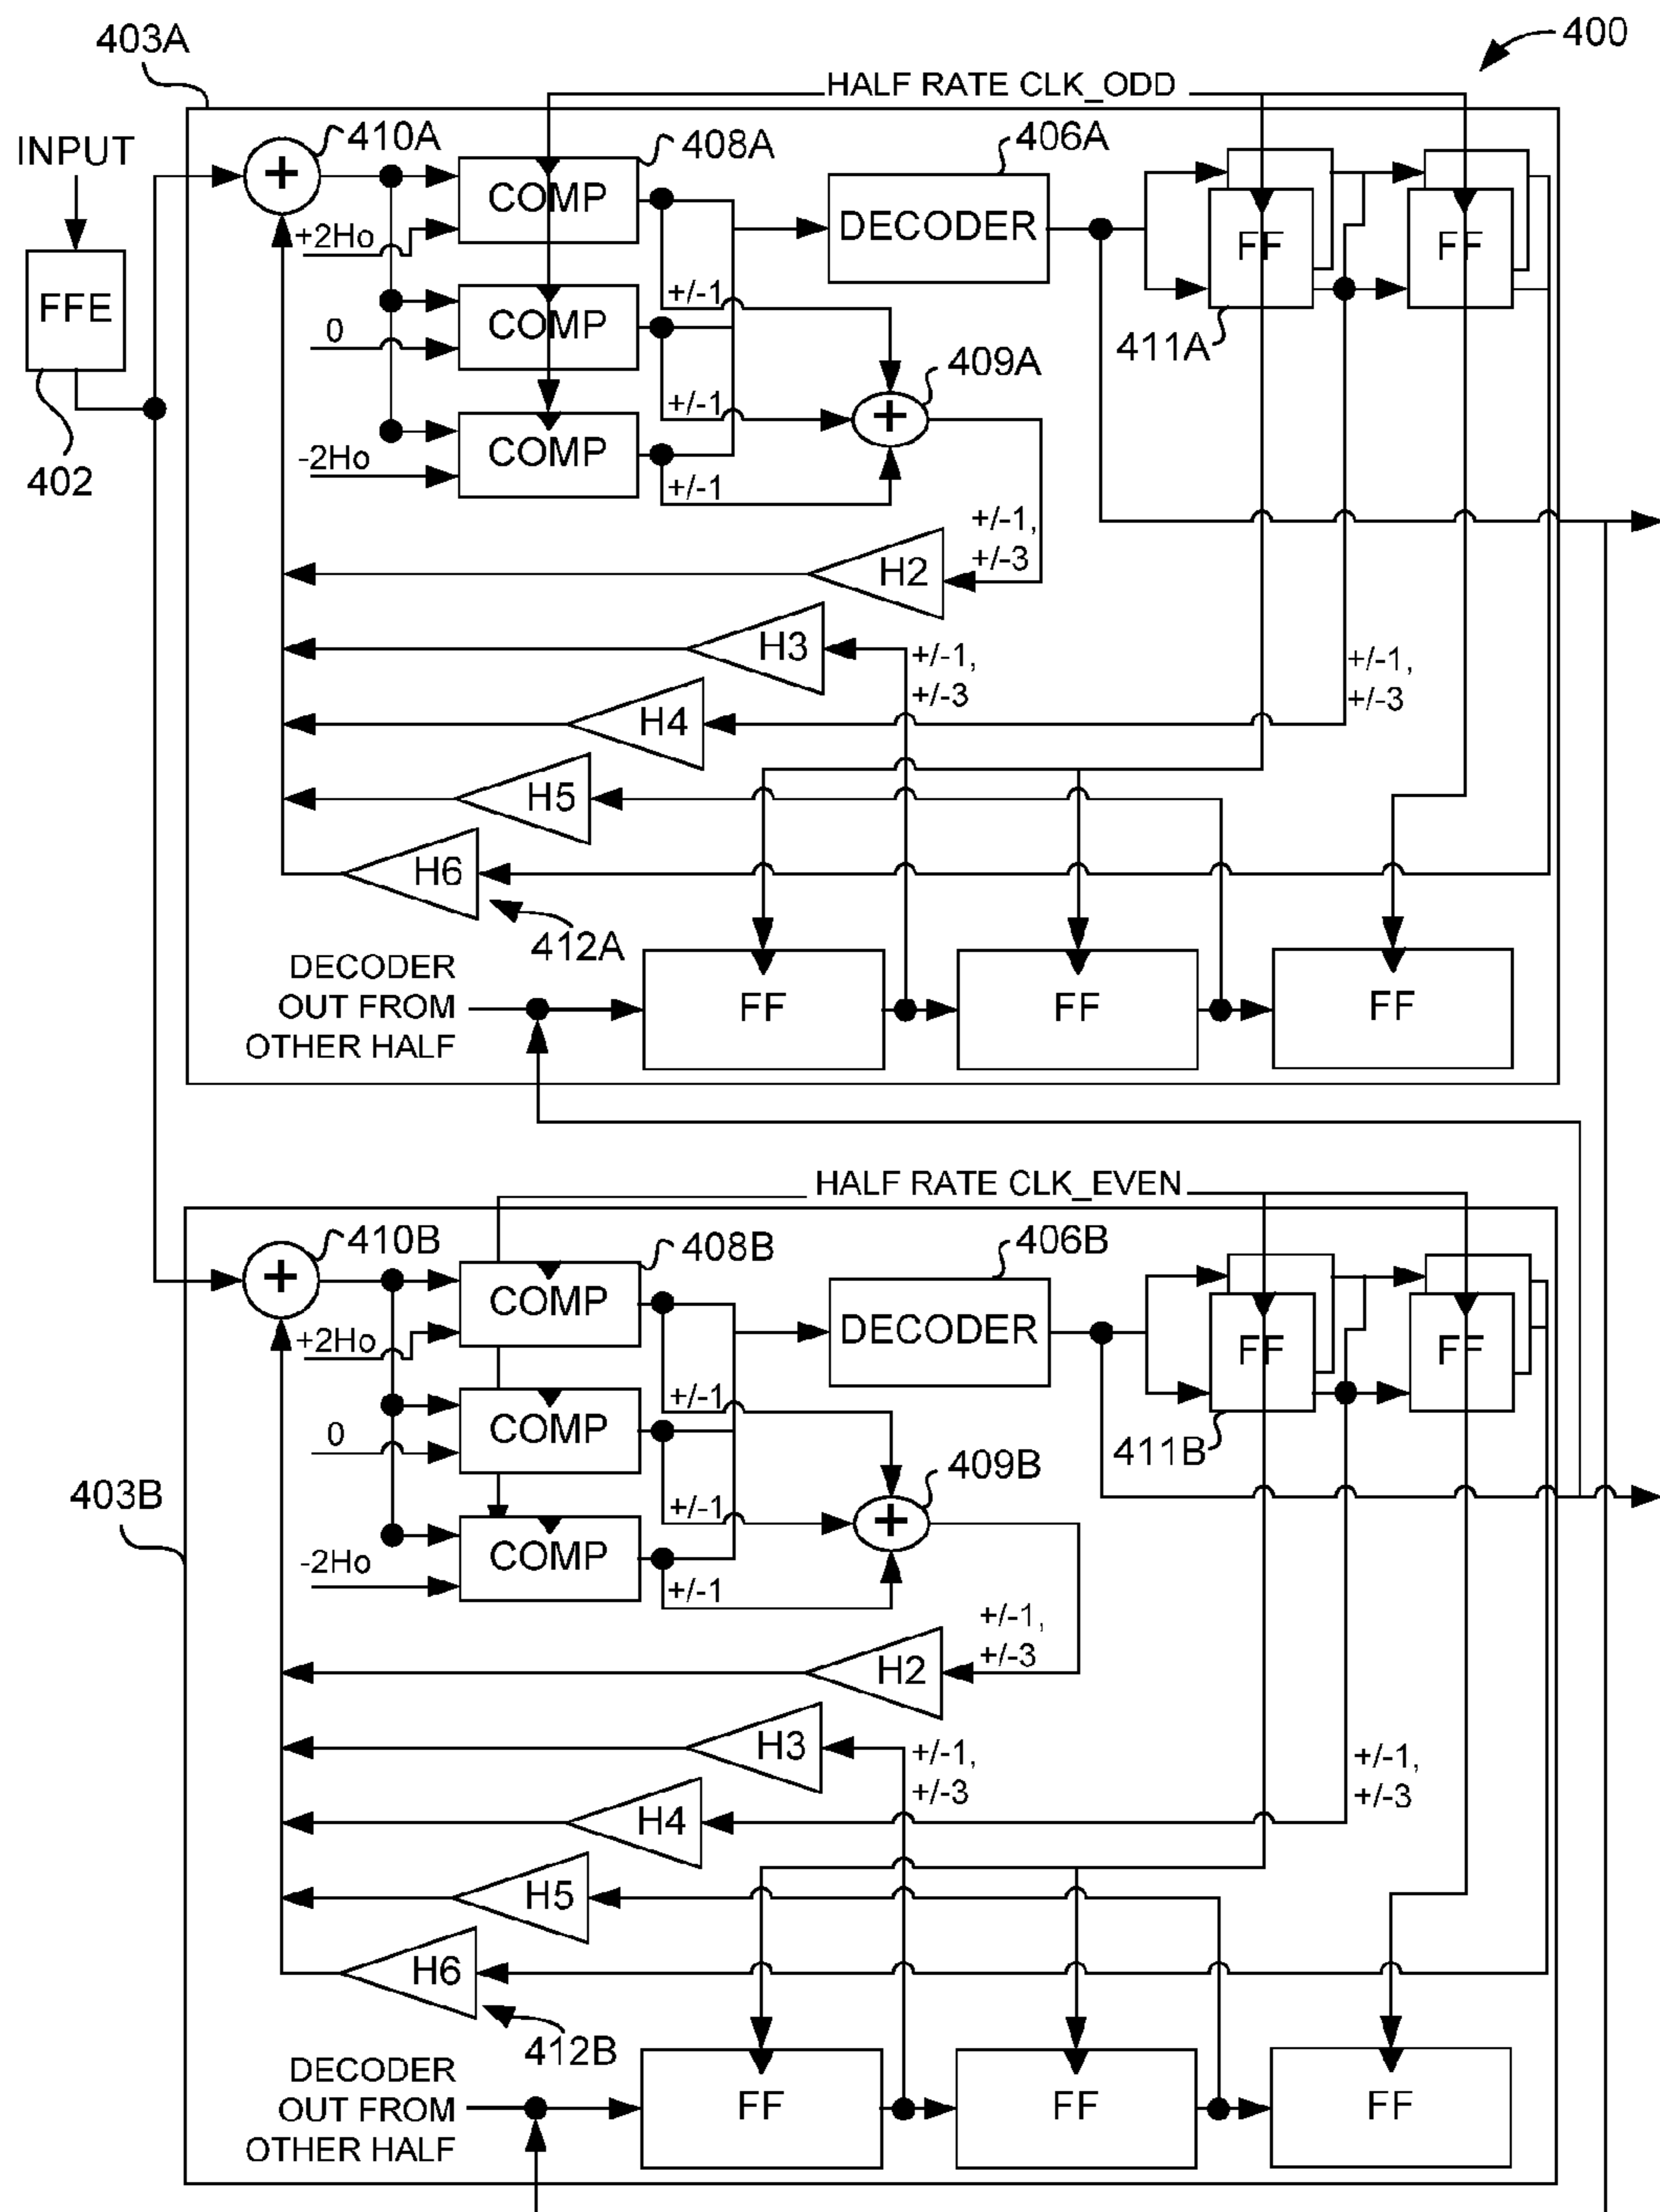 400
403A
HALF RATE CLK_ODD
INPUT
410A
408A
406A
+
COMP
DECODER
FF
FF
+2Ho
FFE
+/-1
COMP
0
411A
409A
+/-1
+
COMP
-2Ho
402
+/-1
+/-1,
+/-3
H2
H3
+/-1,
+/-3
+/-1,
+/-3
H4
H5
H6
412A
DECODER
OUT FROM
OTHER HALF
FF
FF
FF
HALF RATE CLK_EVEN
410B
408B
406B
+
COMP
DECODER
FF
FF
+2Ho
+/-1
COMP
0
411B
409B
403B
+/-1
+
COMP
-2Ho
+/-1
+/-1,
+/-3
H2
H3
+/-1,
+/-3
+/-1,
+/-3
H4
H5
H6
412B
DECODER
OUT FROM
OTHER HALF
FF
FF
FF